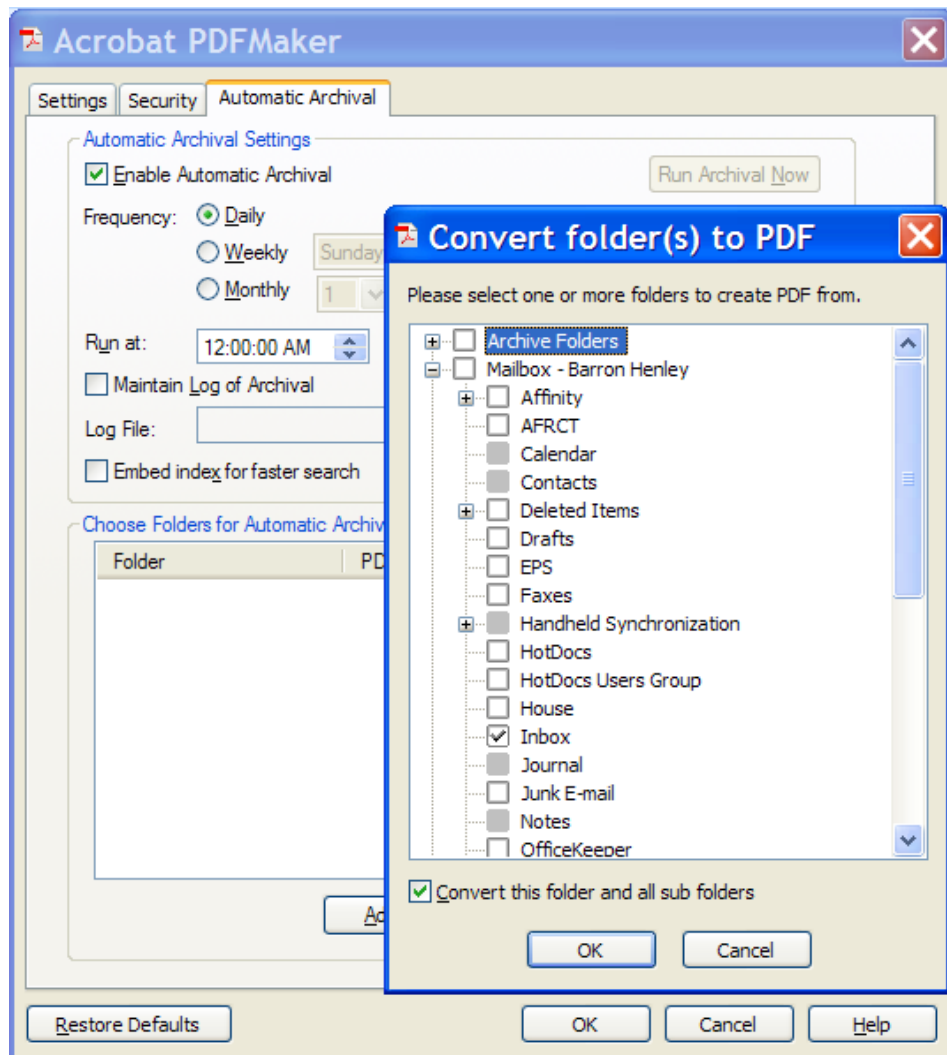 Acrobat PDFMaker
Settings Security Automatic Archival
Automatic Archival Settings
Enable Automatic Archival
Run Archival Now
Frequency: Daily
Weekly Sunday
Monthly 1
Run at: 12:00:00 AM
Maintain Log of Archival
Log File:
Embed index for faster search
Choose Folders for Automatic Archiv
Folder PD
Ad
Restore Defaults OK Cancel Help
Convert folder(s) to PDF
Please select one or more folders to create PDF from.
Archive Folders
Mailbox - Barron Henley
Affinity
AFRCT
Calendar
Contacts
Deleted Items
Drafts
EPS
Faxes
Handheld Synchronization
HotDocs
HotDocs Users Group
House
Inbox
Journal
Junk E-mail
Notes
OfficeKeeper
Convert this folder and all sub folders
OK Cancel